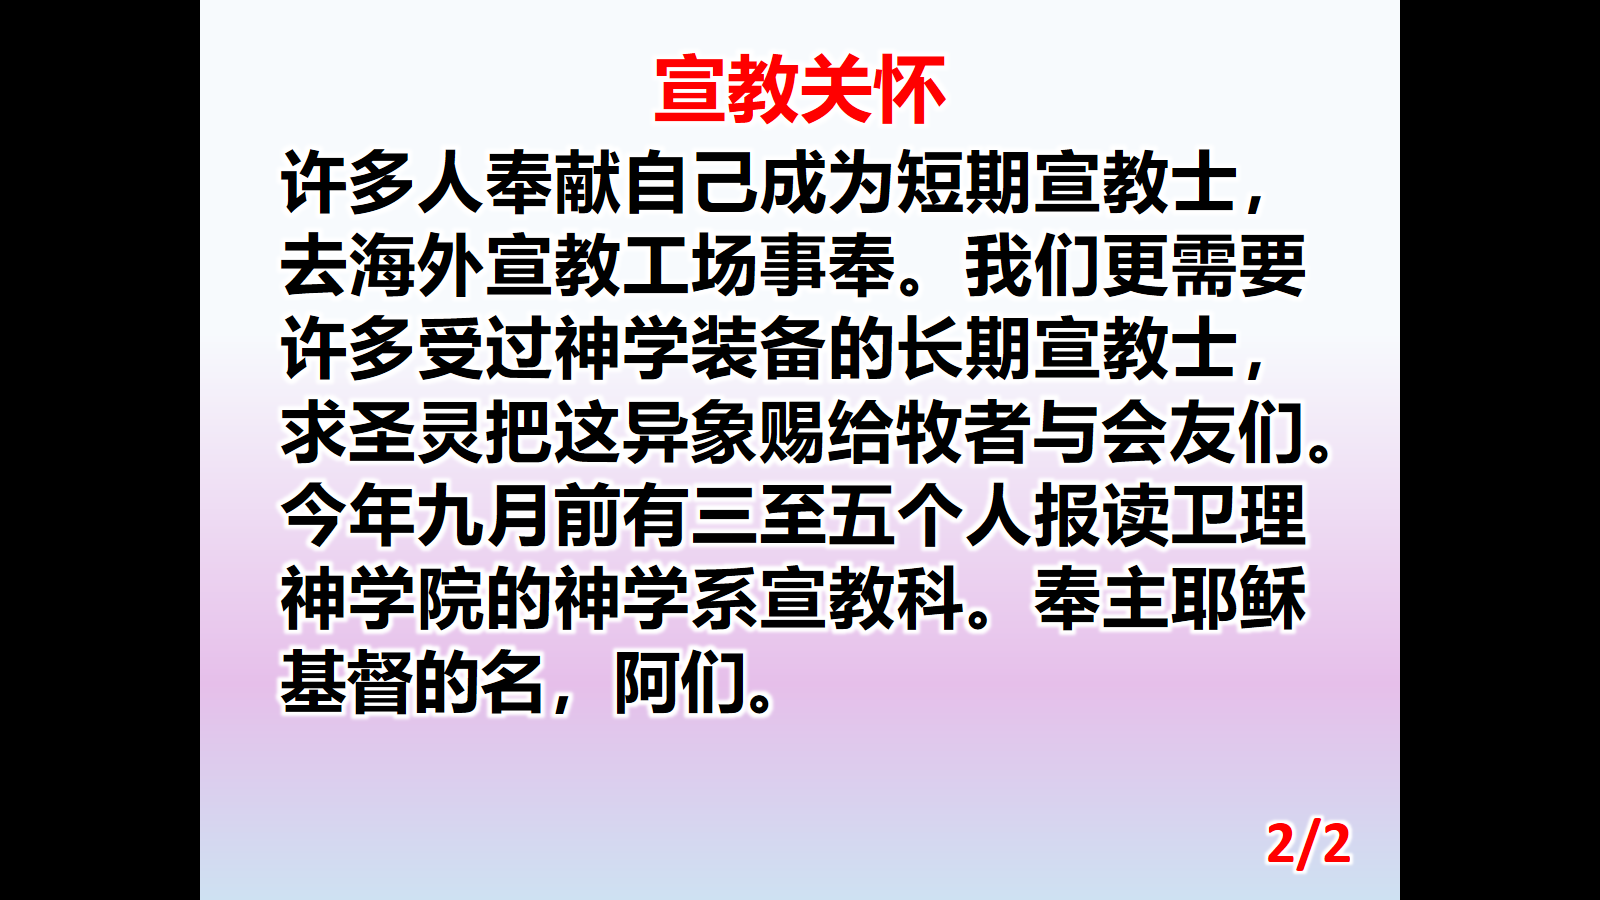 宣教关怀
许多人奉献自己成为短期宣教士，
去海外宣教工场事奉。我们更需要
许多受过神学装备的长期宣教士，
求圣灵把这异象赐给牧者与会友们。
今年九月前有三至五个人报读卫理
神学院的神学系宣教科。奉主耶稣
基督的名，阿们。
2/2